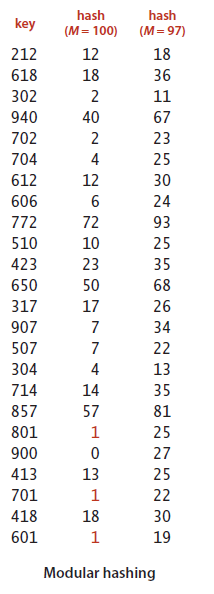 key hash (M = 100) hash (M = 97)
212 12 18
618 18 36
302 2 11
940 40 67
702 2 23
704 4 25
612 12 30
606 6 24
772 72 93
510 10 25
423 23 35
650 50 68
317 17 26
907 7 34
507 7 22
304 4 13
714 14 35
857 57 81
801 1 25
900 0 27
413 13 25
701 1 22
418 18 30
601 1 19
Modular hashing